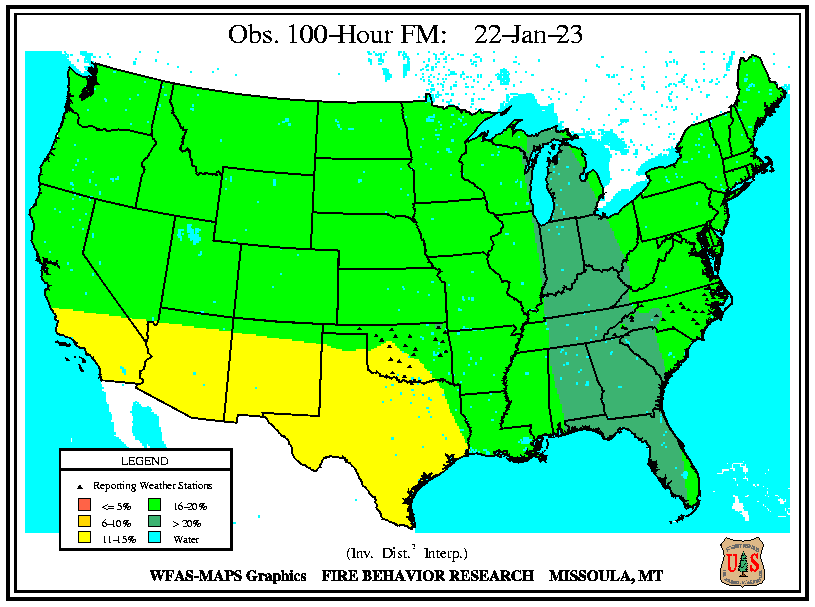 Obs. 100-Hour FM: 22-Jan-23
LEGEND
Reporting Weather Stations
<= 5%
16-20%
6-10%
> 20%
11-15%
Water
(Inv. Dist.² Interp.)
WFAS-MAPS Graphics FIRE BEHAVIOR RESEARCH MISSOULA, MT
U S